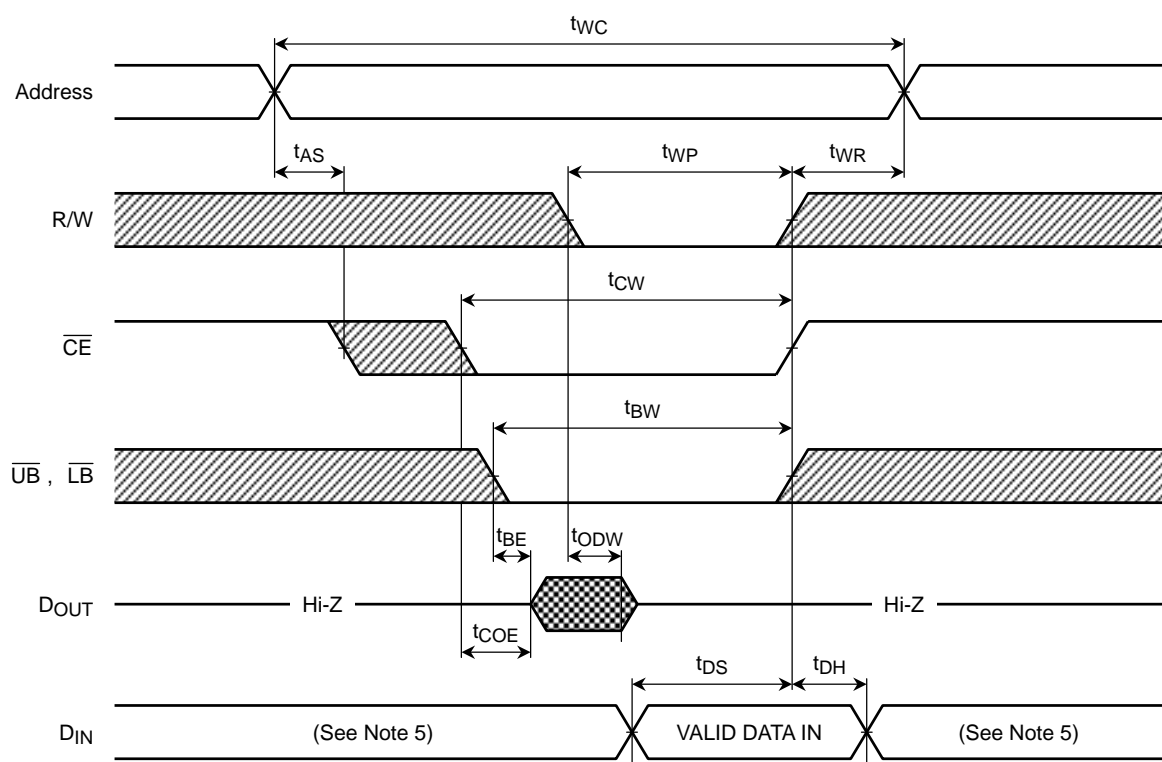 tWC
Address
tAS
tWP
tWR
R/W
tCW
CE
tBW
UB , LB
tBE
tODW
DOUT
Hi-Z
Hi-Z
tCOE
tDS
tDH
DIN
(See Note 5)
VALID DATA IN
(See Note 5)